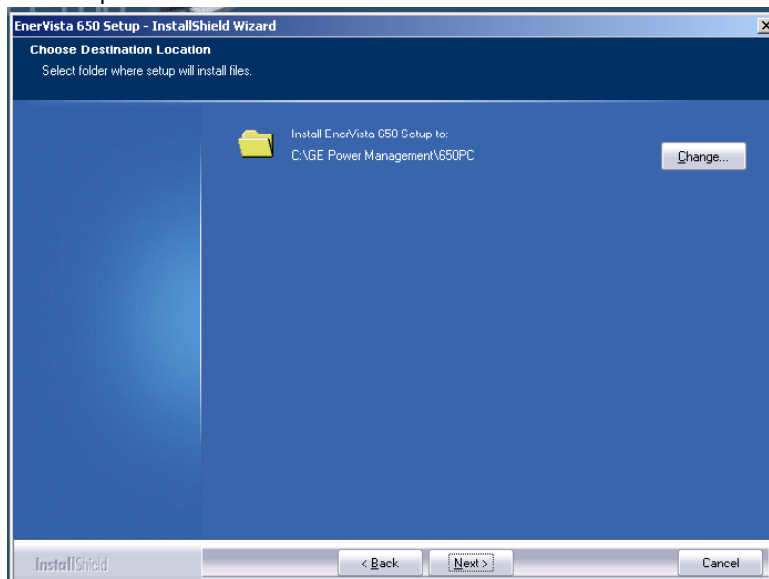 EnerVista 650 Setup - InstallShield Wizard
Choose Destination Location
Select folder where setup will install files.
Install EnerVista 650 Setup to:
C:\GE Power Management\650PC
Change...
InstallShield
< Back
Next >
Cancel